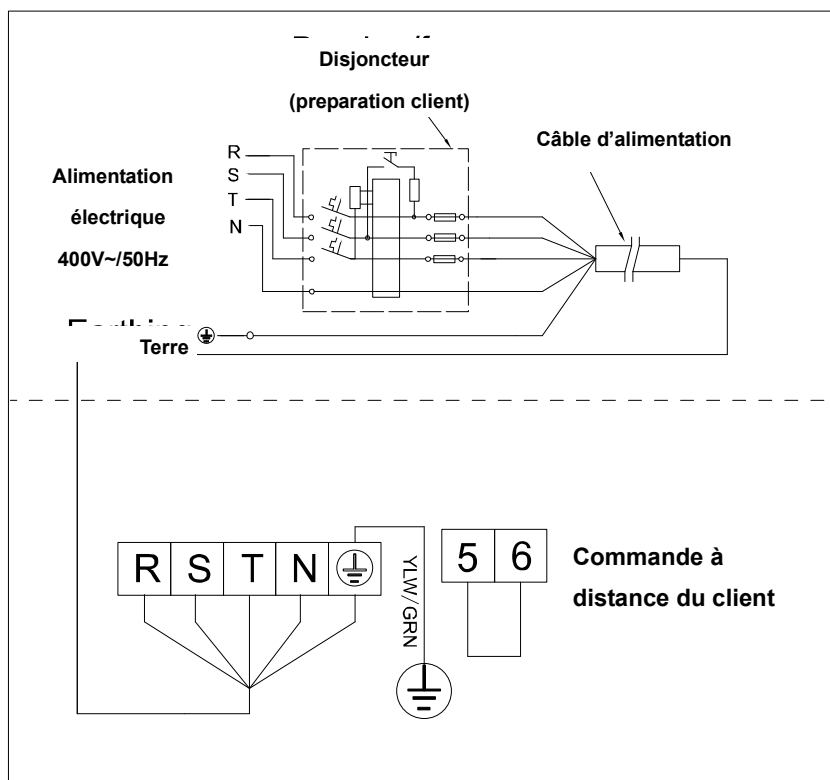 Disjoncteur
(preparation client)
Câble d’alimentation
Alimentation
électrique
400V~/50Hz
R
S
T
N
Terre
R S T N
YLW/GRN
5 6
Commande à
distance du client